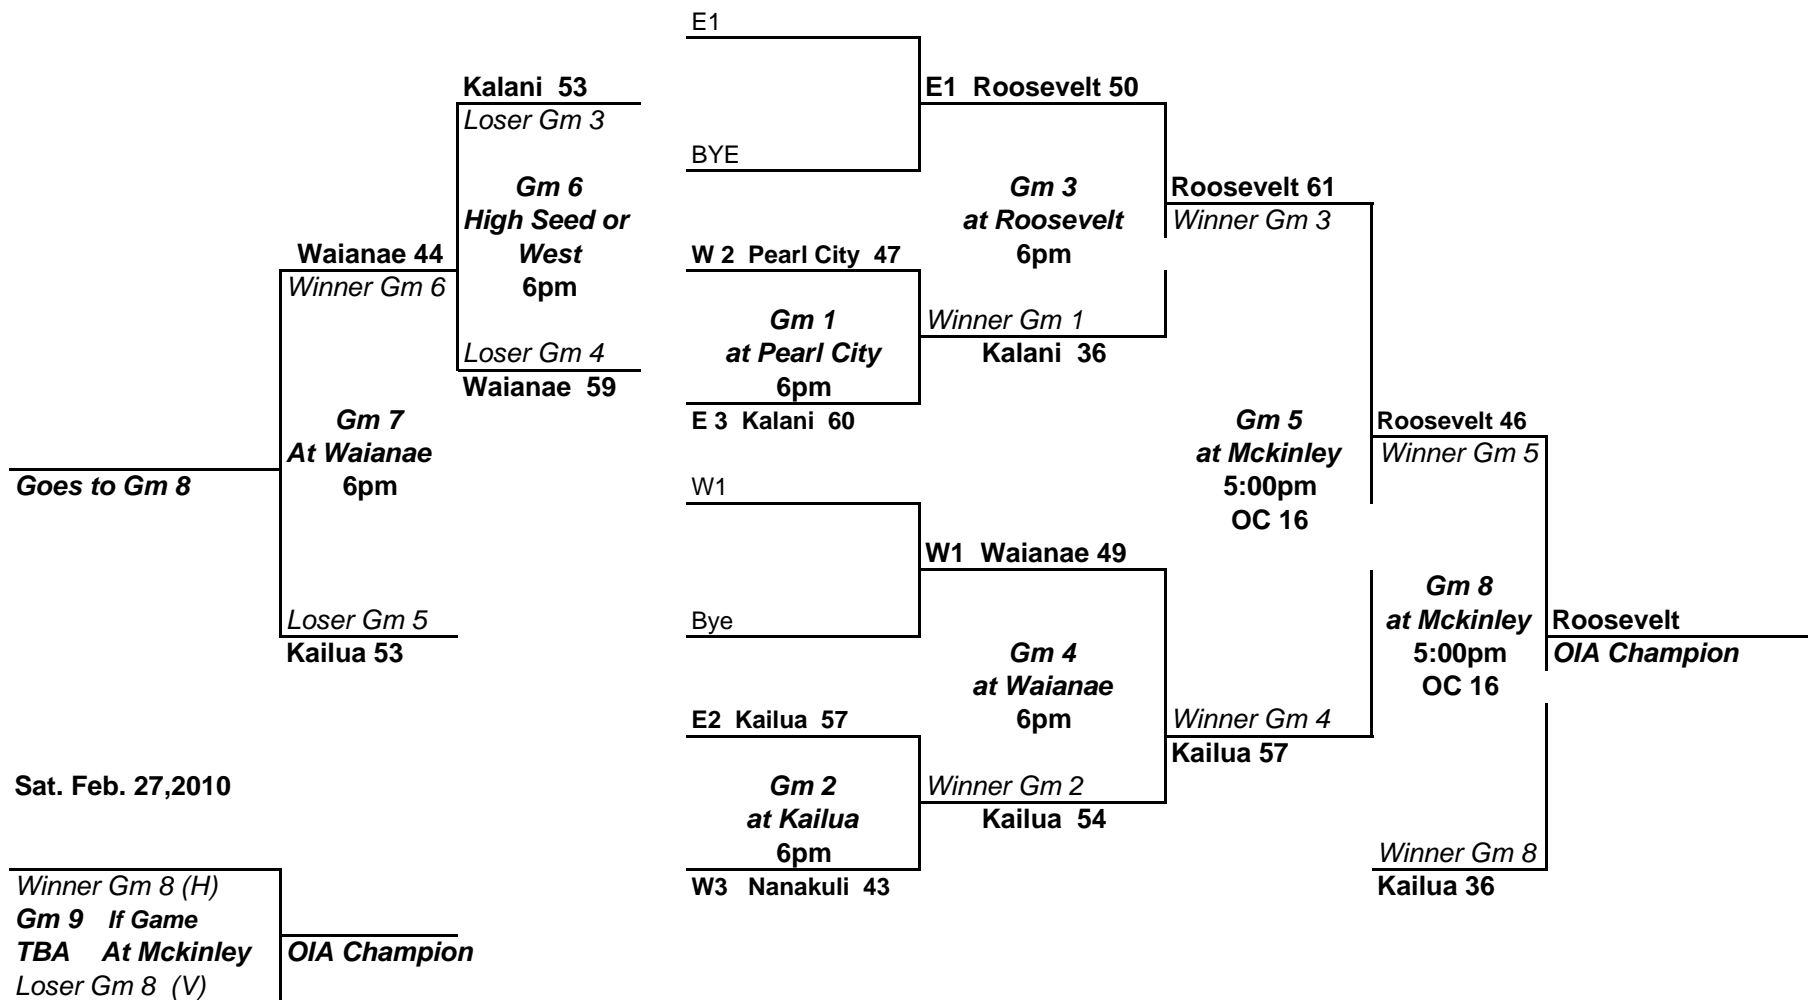 E1
Kalani 53
Loser Gm 3
E1 Roosevelt 50
BYE
Gm 6
High Seed or
West
6pm
Gm 3
at Roosevelt
6pm
Roosevelt 61
Winner Gm 3
Waianae 44
Winner Gm 6
W 2 Pearl City 47
Gm 1
at Pearl City
6pm
Winner Gm 1
Kalani 36
Loser Gm 4
Waianae 59
E 3 Kalani 60
Gm 7
At Waianae
6pm
Goes to Gm 8
Gm 5
at Mckinley
5:00pm
OC 16
Roosevelt 46
Winner Gm 5
W1
W1 Waianae 49
Bye
Loser Gm 5
Kailua 53
Gm 4
at Waianae
6pm
Gm 8
at Mckinley
5:00pm
OC 16
Roosevelt
OIA Champion
E2 Kailua 57
Winner Gm 4
Kailua 57
Sat. Feb. 27,2010
Gm 2
at Kailua
6pm
Winner Gm 2
Kailua 54
W3 Nanakuli 43
Winner Gm 8
Kailua 36
Winner Gm 8 (H)
Gm 9 If Game
TBA At Mckinley
Loser Gm 8 (V)
OIA Champion